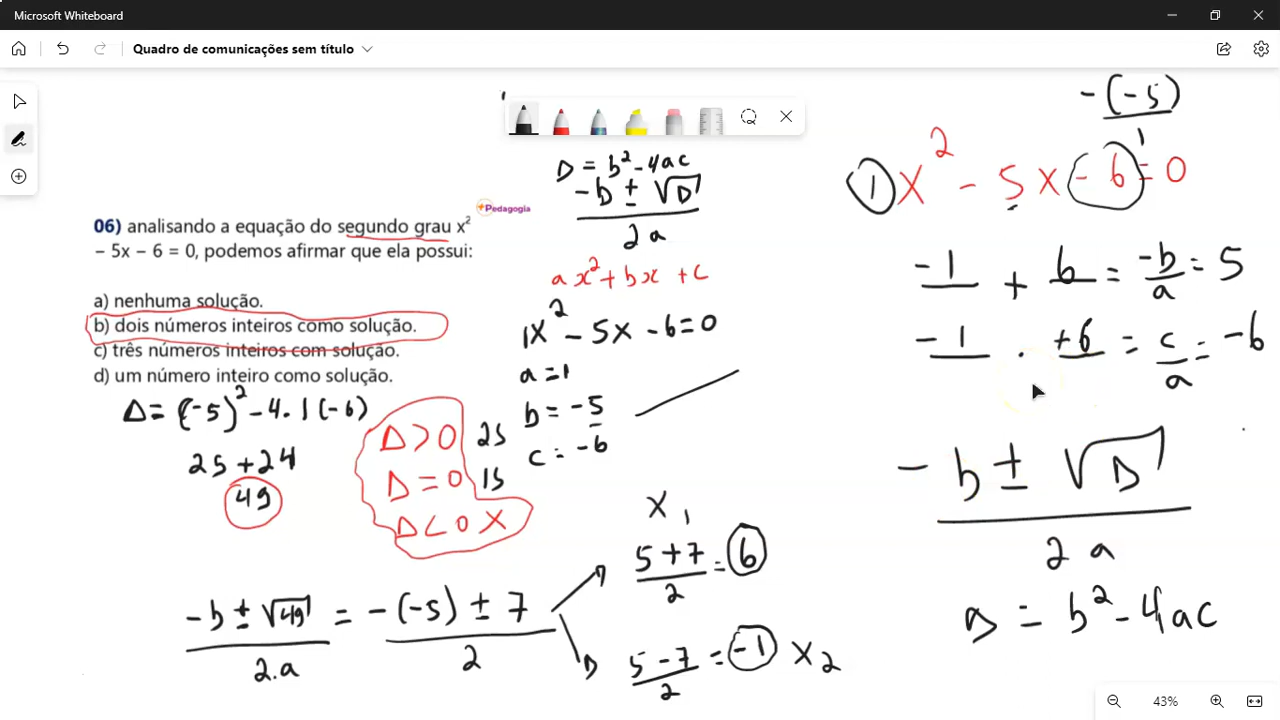 Microsoft Whiteboard
Quadro de comunicações sem título
+Pedagogia
06) analisando a equação do segundo grau x²
− 5x − 6 = 0, podemos afirmar que ela possui:
a) nenhuma solução.
b) dois números inteiros como solução.
c) três números inteiros com solução.
d) um número inteiro como solução.
Δ = (-5)² - 4.1(-6)
25 + 24
49
Δ > 0 2S
Δ = 0 1S
Δ < 0 X
-b ± √49 / 2.a = -(-5) ± 7 / 2
D = b² - 4ac
-b ± √D / 2a
ax² + bx + c
1x² - 5x - 6 = 0
a = 1
b = -5
c = -6
x1
5 + 7 / 2 = 6
5 - 7 / 2 = -1 x2
-(-5) / 1
1x² - 5x - 6 = 0
-1 + 6 = -b/a = 5
-1 . +6 = c/a = -6
-b ± √D / 2a
D = b² - 4ac
43%